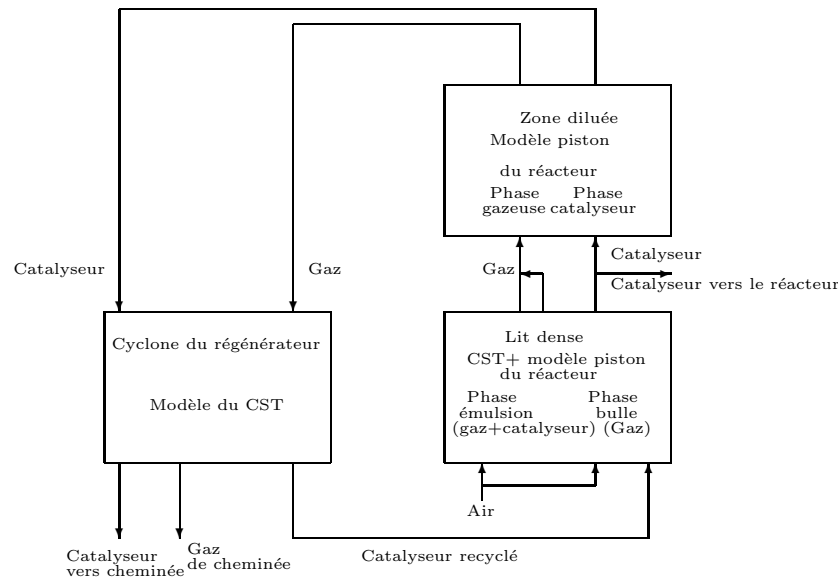 Zone diluée
Modèle piston
du réacteur
Phase Phase
gazeuse catalyseur
Catalyseur
Gaz
Gaz
Catalyseur
Catalyseur vers le réacteur
Cyclone du régénérateur
Modèle du CST
Lit dense
CST+ modèle piston
du réacteur
Phase Phase
émulsion bulle
(gaz+catalyseur) (Gaz)
Air
Catalyseur
vers cheminée
Gaz
de cheminée
Catalyseur recyclé